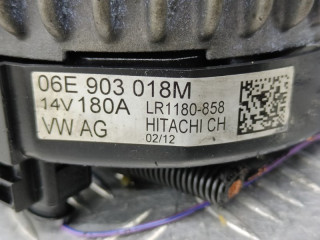 06E 903 018M
14V 180A LR1180-858
VW AG HITACHI CH
02/12